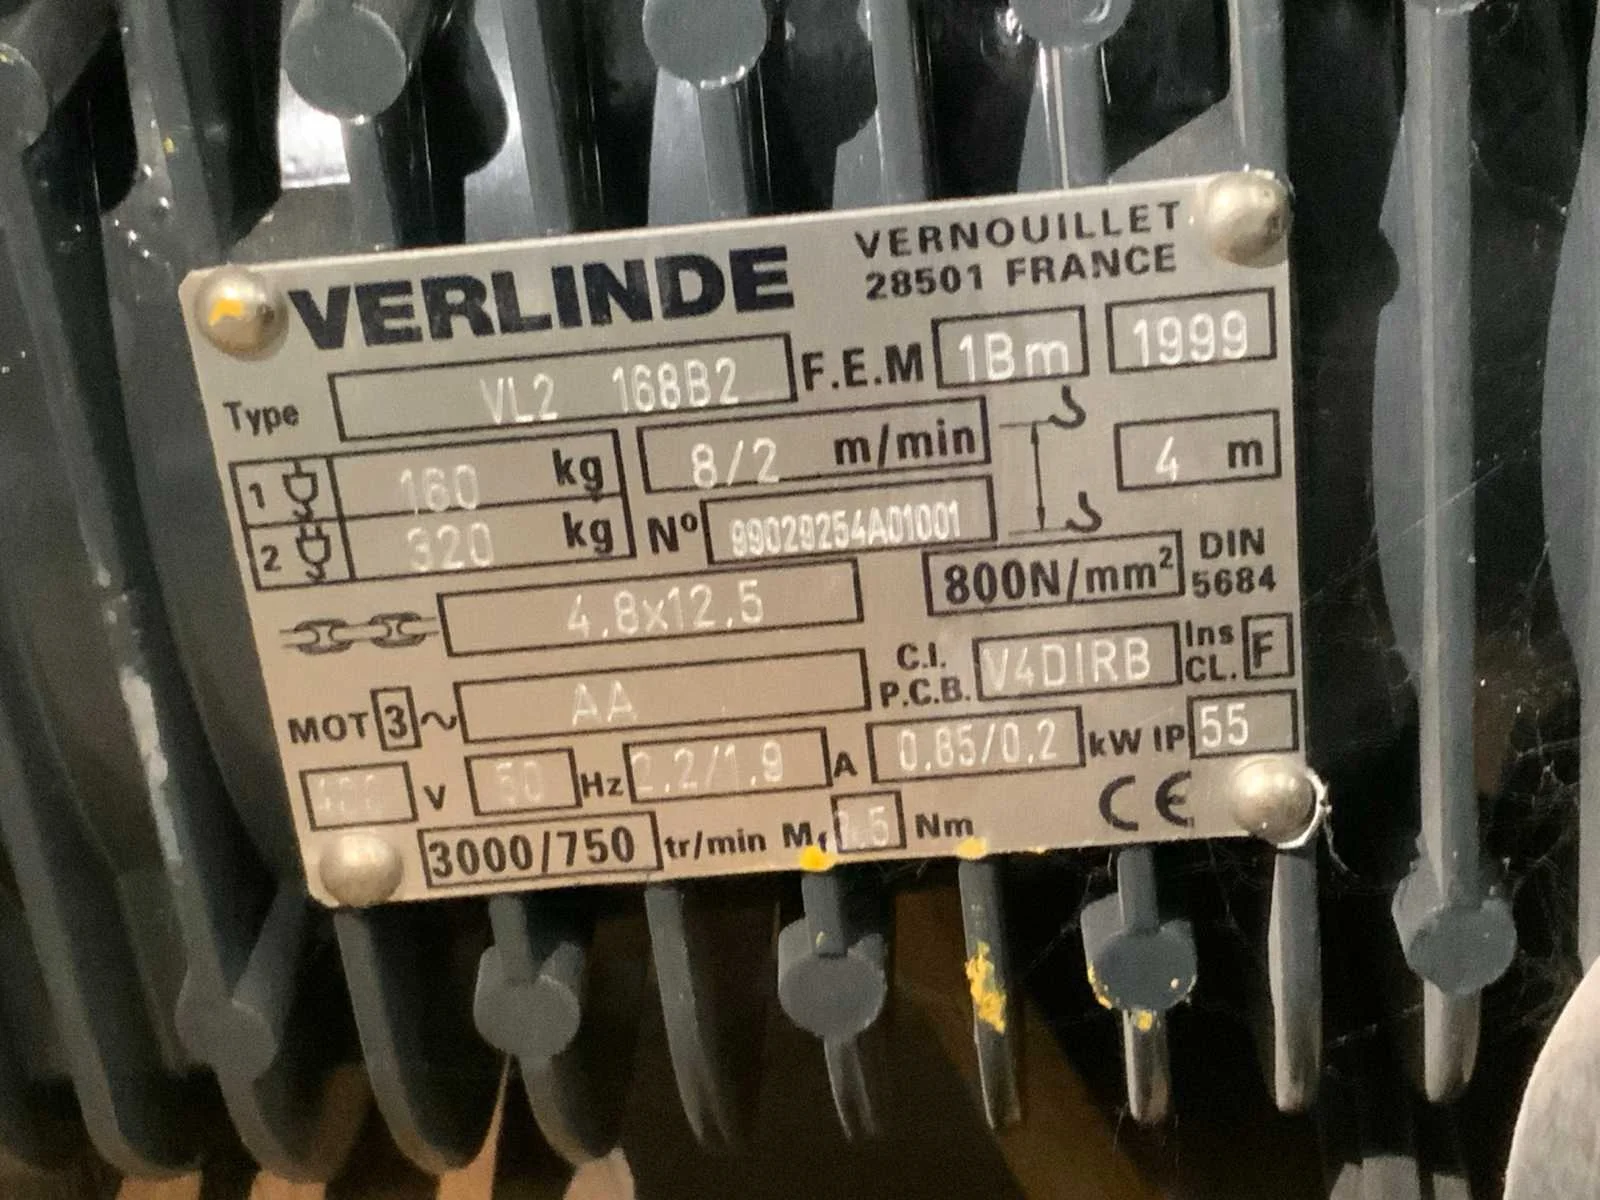 VERLINDE
VERNOUILLET
28501 FRANCE
Type VL2 168B2 F.E.M 1Bm 1999
1 160 kg 8/2 m/min 4 m
2 320 kg Nº 99029254A01001
4.8x12.5 800N/mm² DIN 5684
MOT 3~ AA C.I. P.C.B. V4DIRB Ins CL. F
V 50 Hz 2.2/1.9 A 0.85/0.2 kW IP 55
3000/750 tr/min Mf Nm CE